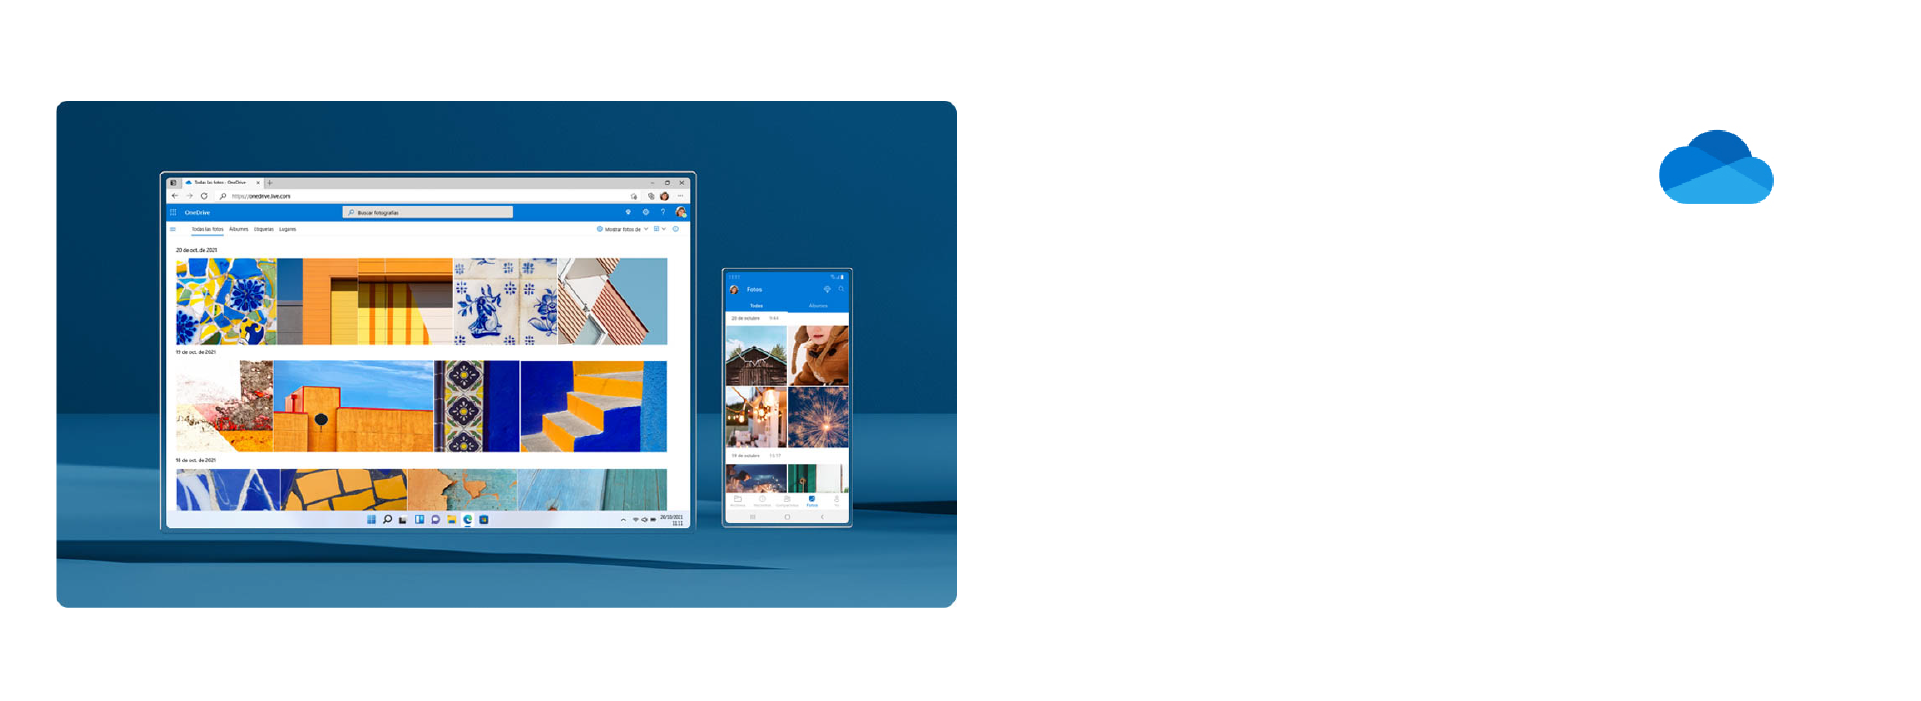 Todas las fotos - OneDrive
https://onedrive.live.com
OneDrive
Buscar fotografías
Todas las fotos Álbumes Etiquetas Lugares
Mostrar fotos de
20 de oct. de 2021
19 de oct. de 2021
18 de oct. de 2021
20/10/2021
11:11
Fotos
Todos Álbumes
20 de octubre
19 de octubre
Fotos